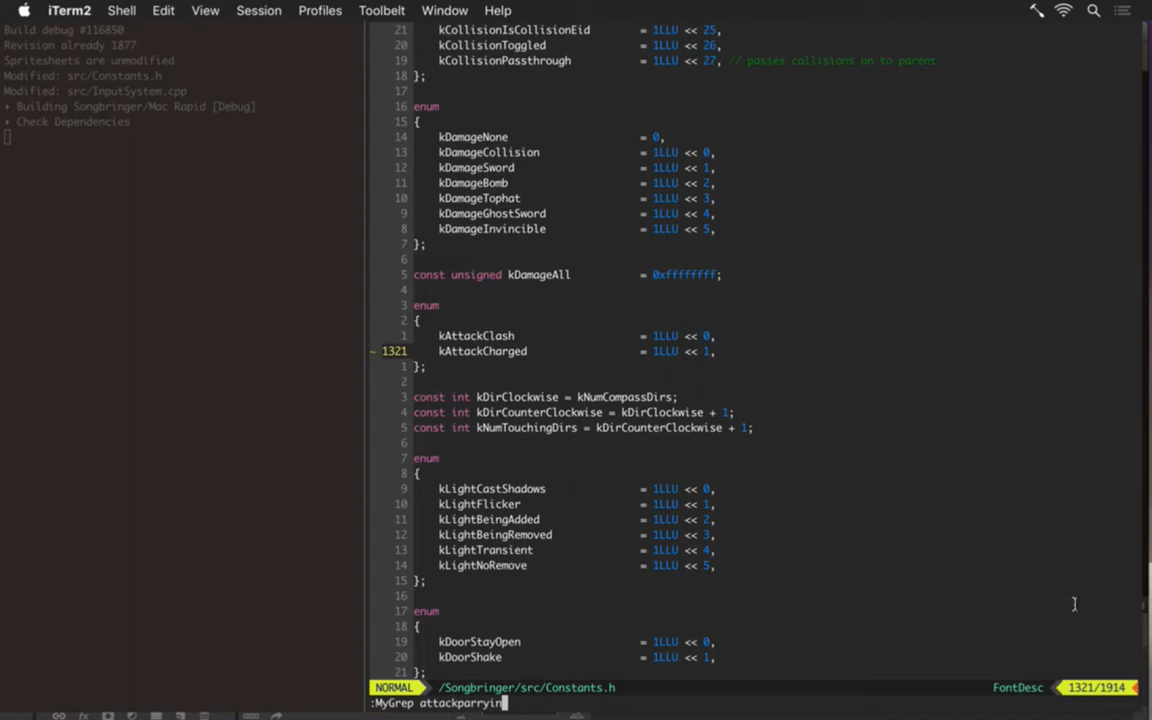 iTerm2 Shell Edit View Session Profiles Toolbelt Window Help
Build debug #116850
Revision already 1877
Spritesheets are unmodified
Modified: src/Constants.h
Modified: src/InputSystem.cpp
▸ Building Songbringer/Mac Rapid [Debug]
▸ Check Dependencies
21 kCollisionIsCollisionEid = 1LLU << 25,
20 kCollisionToggled = 1LLU << 26,
19 kCollisionPassthrough = 1LLU << 27, // passes collisions on to parent
18 };
17
16 enum
15 {
14 kDamageNone = 0,
13 kDamageCollision = 1LLU << 0,
12 kDamageSword = 1LLU << 1,
11 kDamageBomb = 1LLU << 2,
10 kDamageTophat = 1LLU << 3,
9 kDamageGhostSword = 1LLU << 4,
8 kDamageInvincible = 1LLU << 5,
7 };
6
5 const unsigned kDamageAll = 0xffffffff;
4
3 enum
2 {
1 kAttackClash = 1LLU << 0,
~ 1321 kAttackCharged = 1LLU << 1,
1 };
2
3 const int kDirClockwise = kNumCompassDirs;
4 const int kDirCounterClockwise = kDirClockwise + 1;
5 const int kNumTouchingDirs = kDirCounterClockwise + 1;
6
7 enum
8 {
9 kLightCastShadows = 1LLU << 0,
10 kLightFlicker = 1LLU << 1,
11 kLightBeingAdded = 1LLU << 2,
12 kLightBeingRemoved = 1LLU << 3,
13 kLightTransient = 1LLU << 4,
14 kLightNoRemove = 1LLU << 5,
15 };
16
17 enum
18 {
19 kDoorStayOpen = 1LLU << 0,
20 kDoorShake = 1LLU << 1,
21 };
NORMAL /Songbringer/src/Constants.h FontDesc 1321/1914
:MyGrep attackparryin